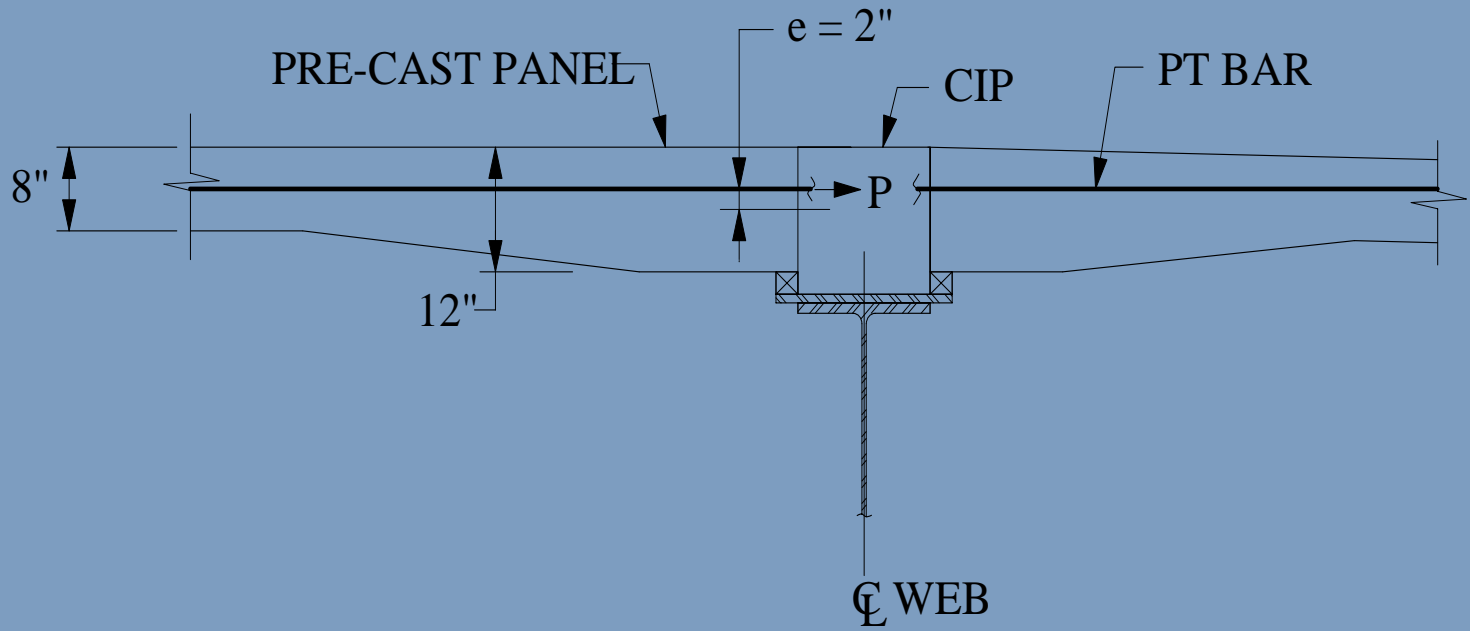 e = 2"
PRE-CAST PANEL
CIP
PT BAR
8"
P
12"
℄ WEB